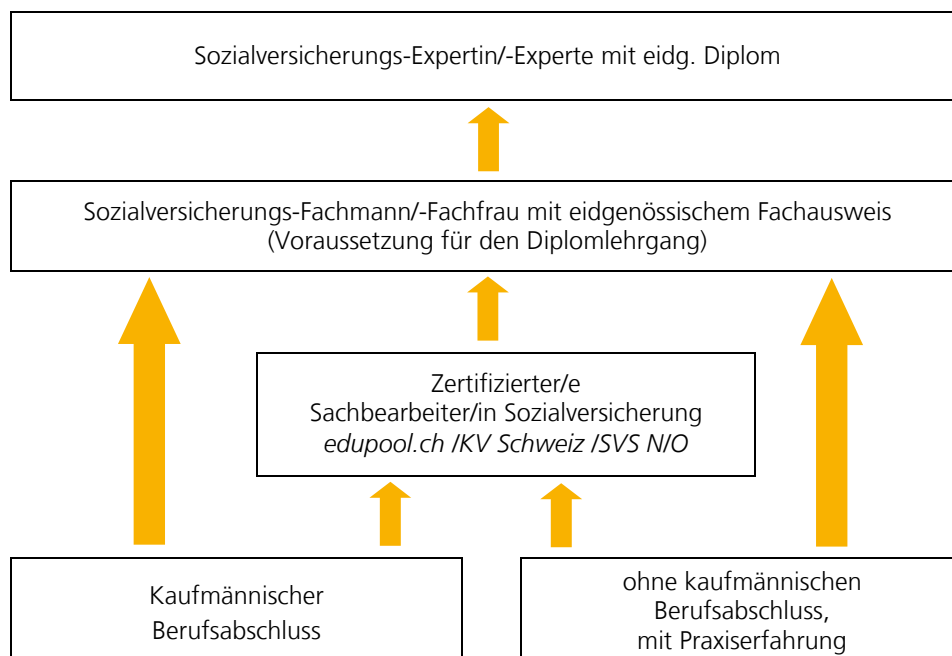 Sozialversicherungs-Expertin/-Experte mit eidg. Diplom
Sozialversicherungs-Fachmann/-Fachfrau mit eidgenössischem Fachausweis
(Voraussetzung für den Diplomlehrgang)
Zertifizierter/e
Sachbearbeiter/in Sozialversicherung
edupool.ch /KV Schweiz /SVS N/O
Kaufmännischer
Berufsabschluss
ohne kaufmännischen
Berufsabschluss,
mit Praxiserfahrung